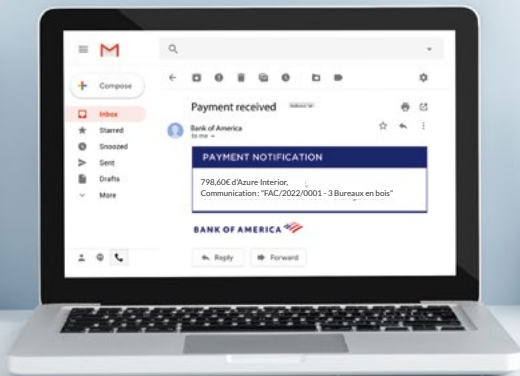 Compose
Inbox
Starred
Snoozed
Sent
Drafts
More
Payment received
Bank of America
to me
PAYMENT NOTIFICATION
798,60€ d'Azure Interior,
Communication: "FAC/2022/0001 - 3 Bureaux en bois"
BANK OF AMERICA
Reply
Forward